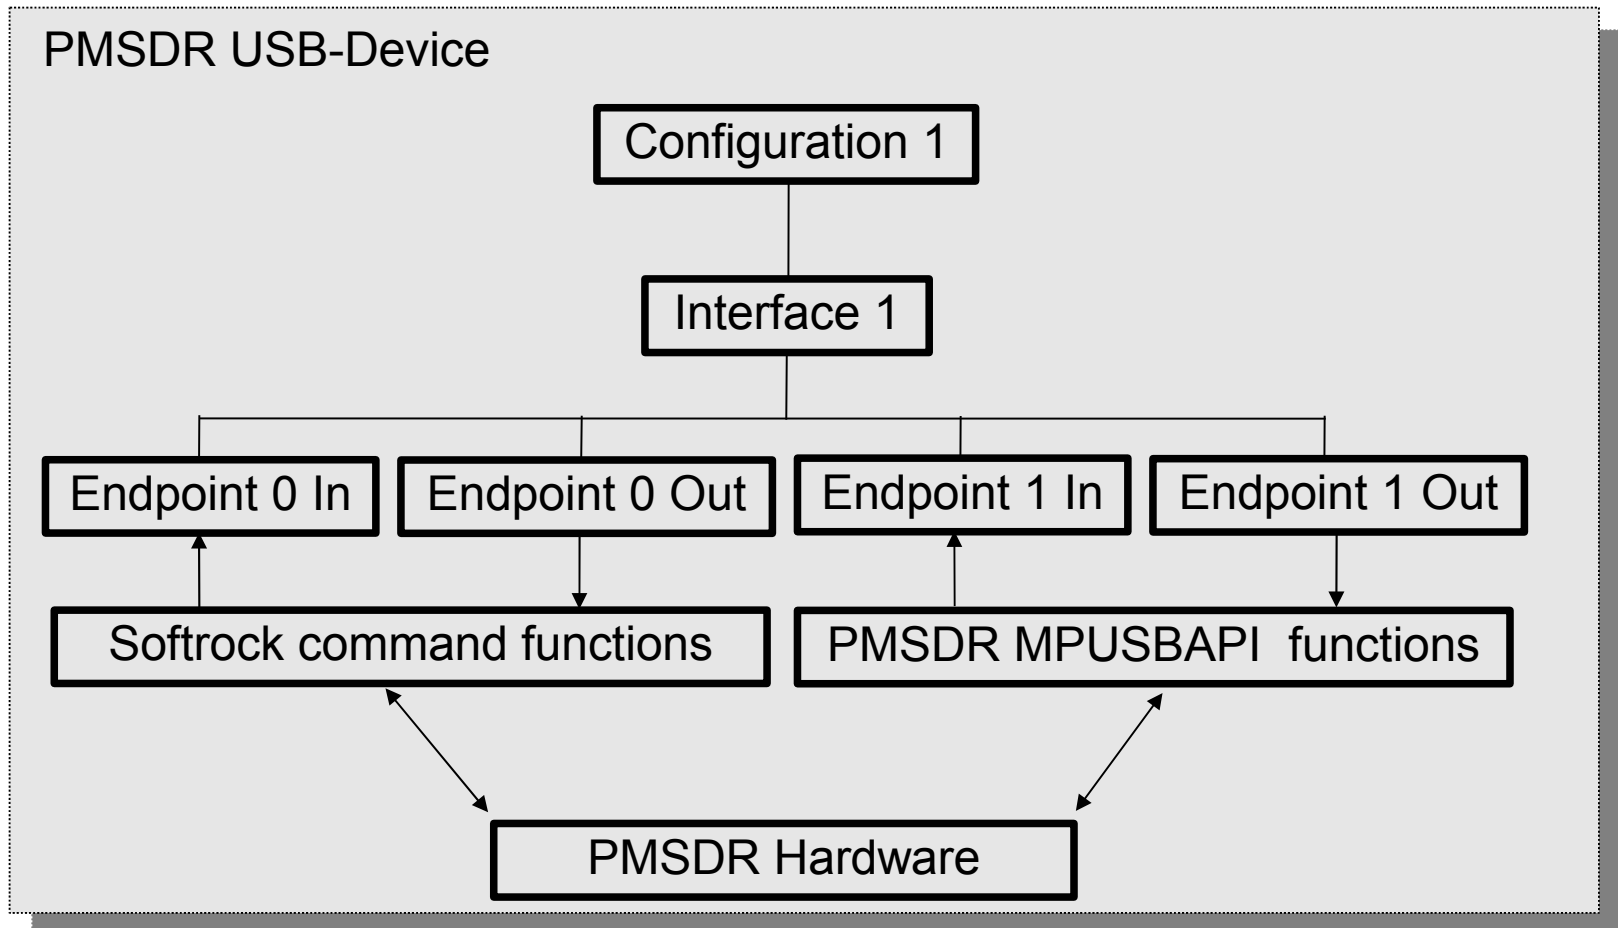 PMSDR USB-Device
Configuration 1
Interface 1
Endpoint 0 In
Endpoint 0 Out
Endpoint 1 In
Endpoint 1 Out
Softrock command functions
PMSDR MPUSBAPI  functions
PMSDR Hardware